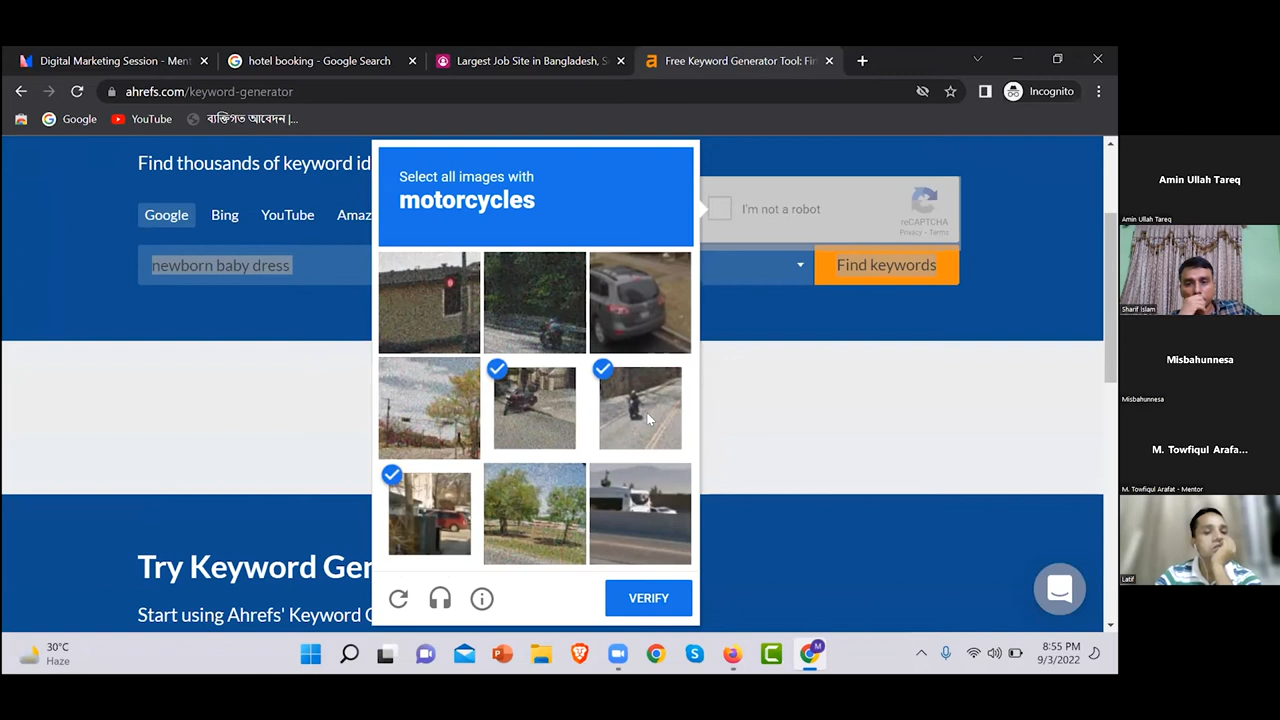 Digital Marketing Session - Ment
hotel booking - Google Search
Largest Job Site in Bangladesh, S
Free Keyword Generator Tool: Fin
ahrefs.com/keyword-generator
Incognito
Google
YouTube
ব্যক্তিগত আবেদন |...
Find thousands of keyword id
Google
Bing
YouTube
Amaz
newborn baby dress
Select all images with
motorcycles
I'm not a robot
reCAPTCHA
Privacy - Terms
Find keywords
VERIFY
Try Keyword Gen
Start using Ahrefs' Keyword G
Amin Ullah Tareq
Amin Ullah Tareq
Sharif Islam
Misbahunnesa
Misbahunnesa
M. Towfiqul Arafa...
M. Towfiqul Arafat - Mentor
Latif
30°C
Haze
8:55 PM
9/3/2022